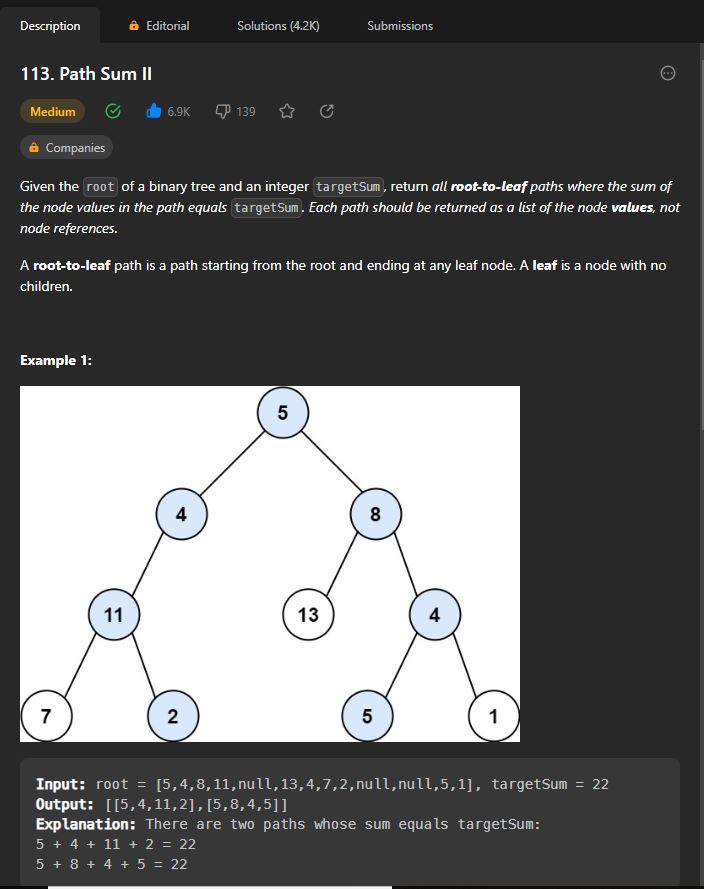 Description Editorial Solutions (4.2K) Submissions
113. Path Sum II
Medium 6.9K 139
Companies
Given the root of a binary tree and an integer targetSum, return all root-to-leaf paths where the sum of
the node values in the path equals targetSum. Each path should be returned as a list of the node values, not
node references.
A root-to-leaf path is a path starting from the root and ending at any leaf node. A leaf is a node with no
children.
Example 1:
5
4 8
11 13 4
7 2 5 1
Input: root = [5,4,8,11,null,13,4,7,2,null,null,5,1], targetSum = 22
Output: [[5,4,11,2],[5,8,4,5]]
Explanation: There are two paths whose sum equals targetSum:
5 + 4 + 11 + 2 = 22
5 + 8 + 4 + 5 = 22